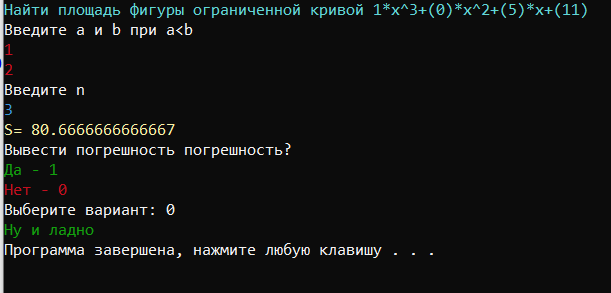 Найти площадь фигуры ограниченной кривой 1*x^3+(0)*x^2+(5)*x+(11)
Введите a и b при a<b
1
2
Введите n
3
S= 80.6666666666667
Вывести погрешность погрешность?
Да - 1
Нет - 0
Выберите вариант: 0
Ну и ладно
Программа завершена, нажмите любую клавишу . . .